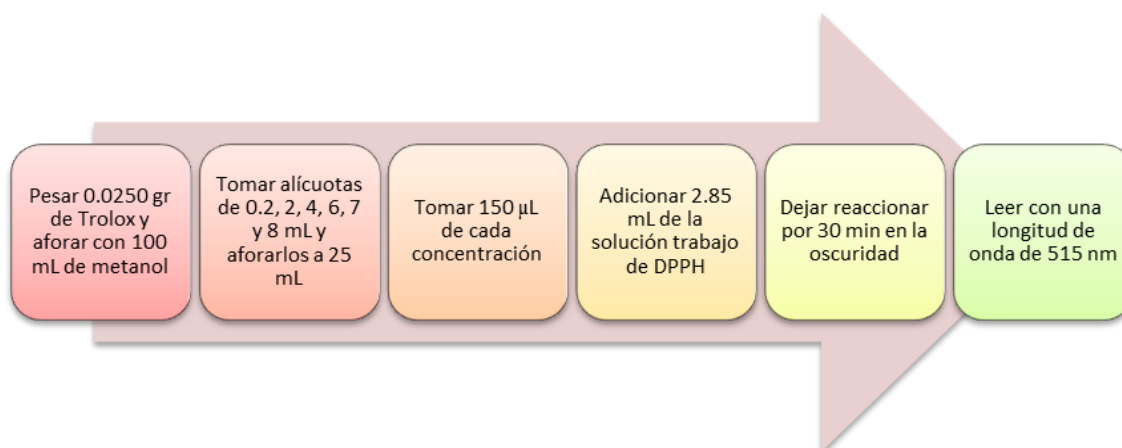 Pesar 0.0250 gr
de Trolox y
aforar con 100
mL de metanol
Tomar alícuotas
de 0.2, 2, 4, 6, 7
y 8 mL y
aforarlos a 25
mL
Tomar 150 µL
de cada
concentración
Adicionar 2.85
mL de la
solución trabajo
de DPPH
Dejar reaccionar
por 30 min en la
oscuridad
Leer con una
longitud de
onda de 515 nm